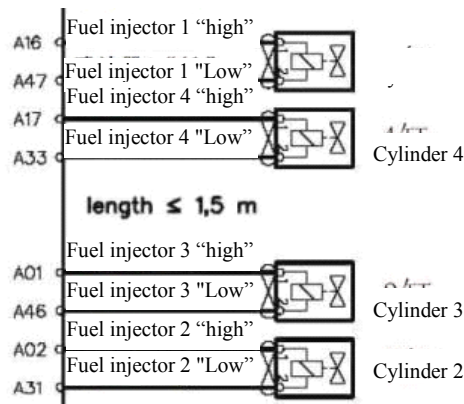 Fuel injector 1 “high”
A16
Fuel injector 1 "Low"
A47
Fuel injector 4 “high”
A17
Fuel injector 4 "Low"
A33
Cylinder 4
length ≤ 1,5 m
Fuel injector 3 “high”
A01
Fuel injector 3 "Low"
A46
Cylinder 3
Fuel injector 2 “high”
A02
Fuel injector 2 "Low"
Cylinder 2
A31